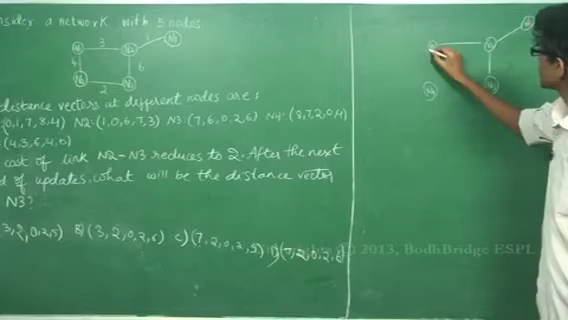 nsider a network with 5 nodes.
N1
3
N2
1
4
6
2
N3
distance vectors at different nodes are:
:(0,1,7,8,4) N2:(1,0,6,7,3) N3:(7,6,0,2,6) N4:(8,7,2,0,4)
:(4,3,6,4,0)
cost of link N2-N3 reduces to 2. After the next
d of updates, what will be the distance vector
N3?
3,2,0,2,5) B)(3,2,0,2,6) C)(7,2,0,2,5) D)(7,2,0,2,6
© 2013, BodhBridge ESPL